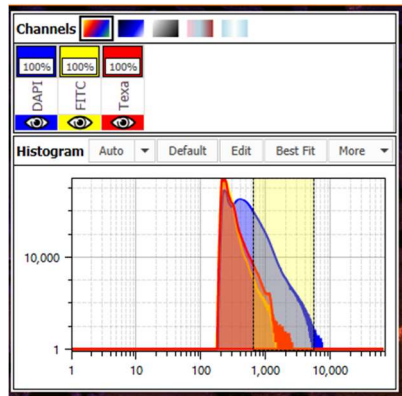 Channels
100% 100% 100%
DAPI FITC Texa
Histogram Auto Default Edit Best Fit More
10,000
1
1 10 100 1,000 10,000